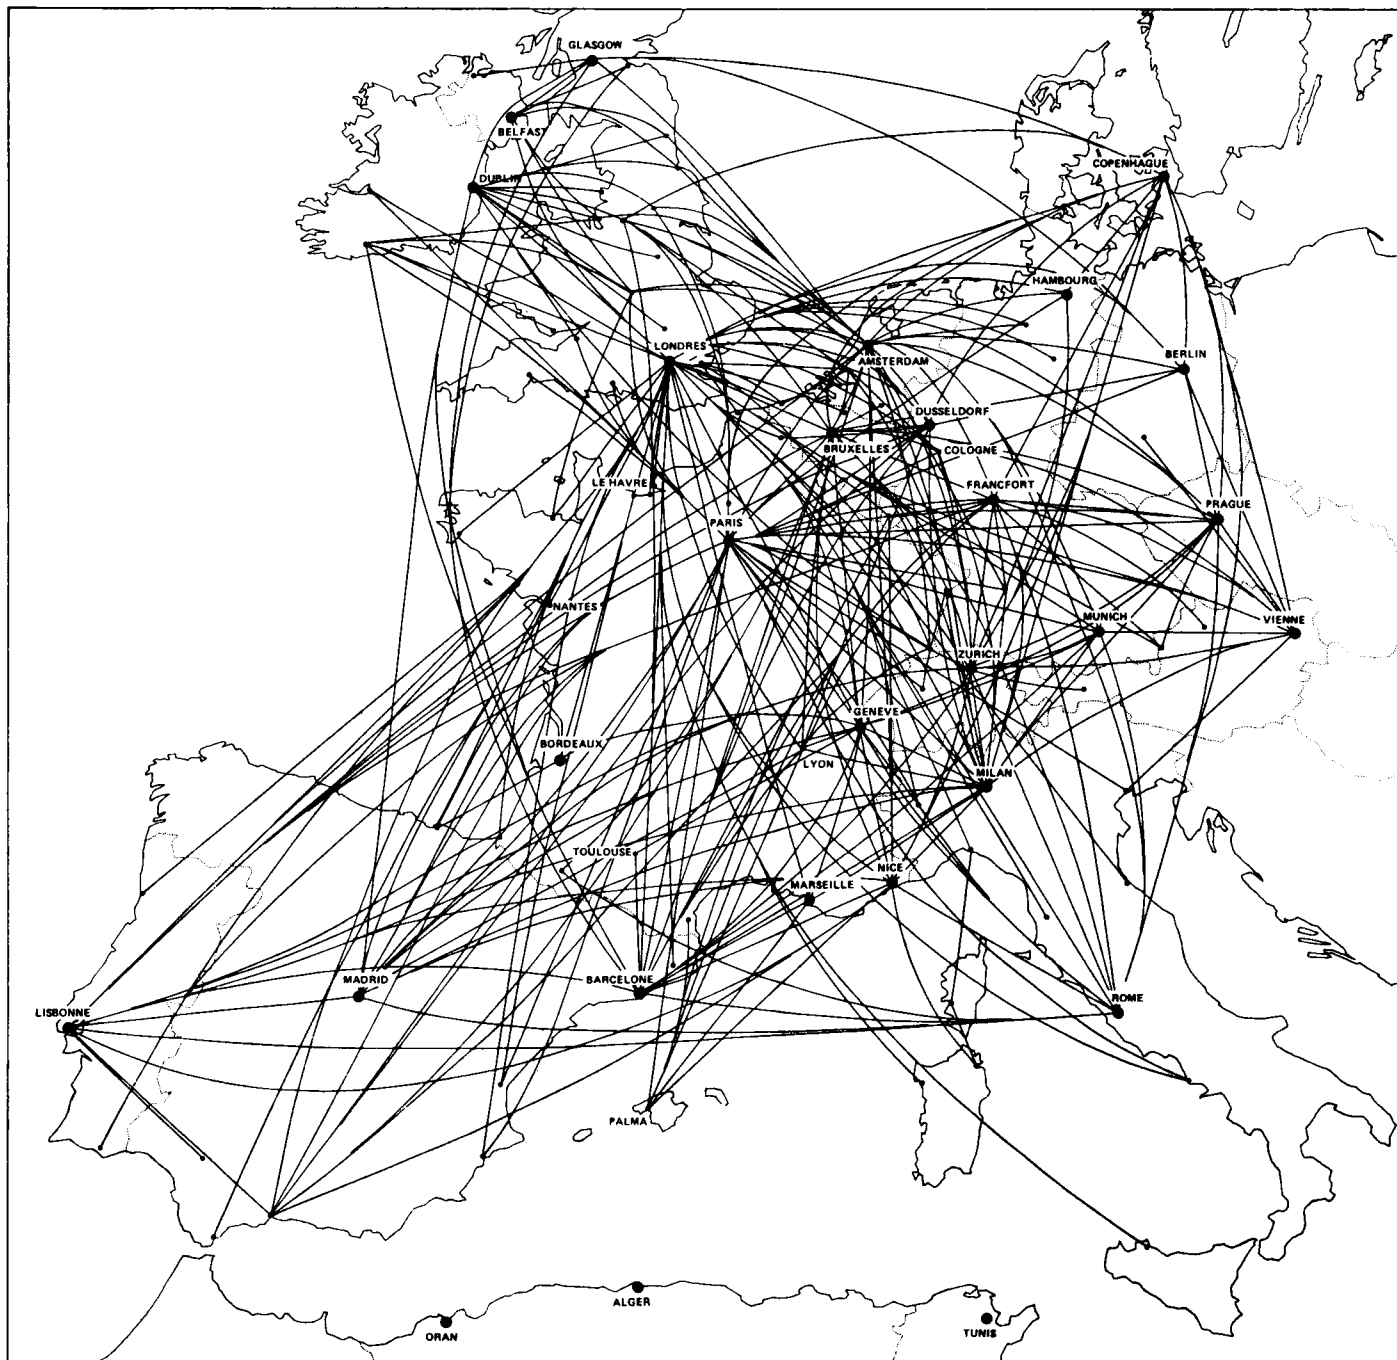 GLASGOW
BELFAST
COPENHAGUE
DUBLIN
HAMBOURG
LONDRES
AMSTERDAM
BERLIN
DUSSELDORF
BRUXELLES
COLOGNE
LE HAVRE
FRANCFORT
PARIS
PRAGUE
NANTES
MUNICH
VIENNE
ZURICH
GENEVE
BORDEAUX
LYON
MILAN
TOULOUSE
NICE
MARSEILLE
MADRID
BARCELONE
ROME
LISBONNE
PALMA
ALGER
ORAN
TUNIS